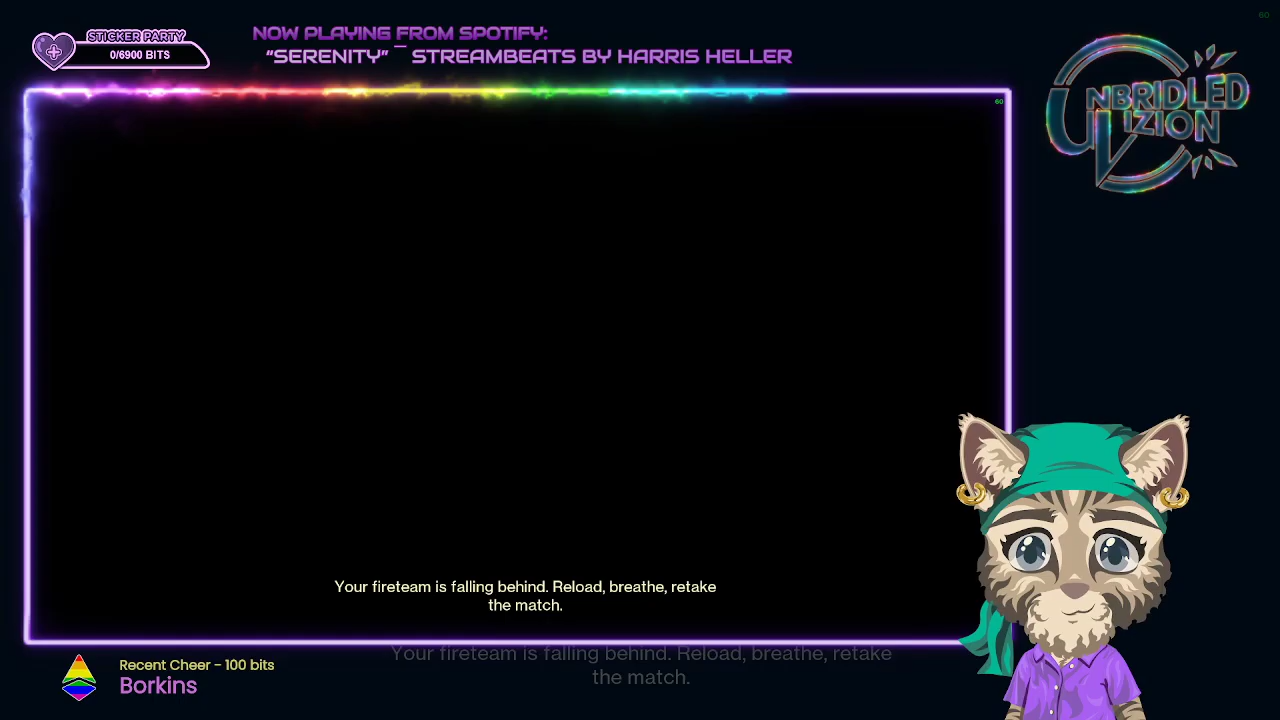 60
STICKER PARTY
0/6900 BITS
NOW PLAYING FROM SPOTIFY:
"SERENITY" - STREAMBEATS BY HARRIS HELLER
60
UNBRIDLED
VIZION
Your fireteam is falling behind. Reload, breathe, retake
the match.
Your fireteam is falling behind. Reload, breathe, retake
the match.
Recent Cheer - 100 bits
Borkins